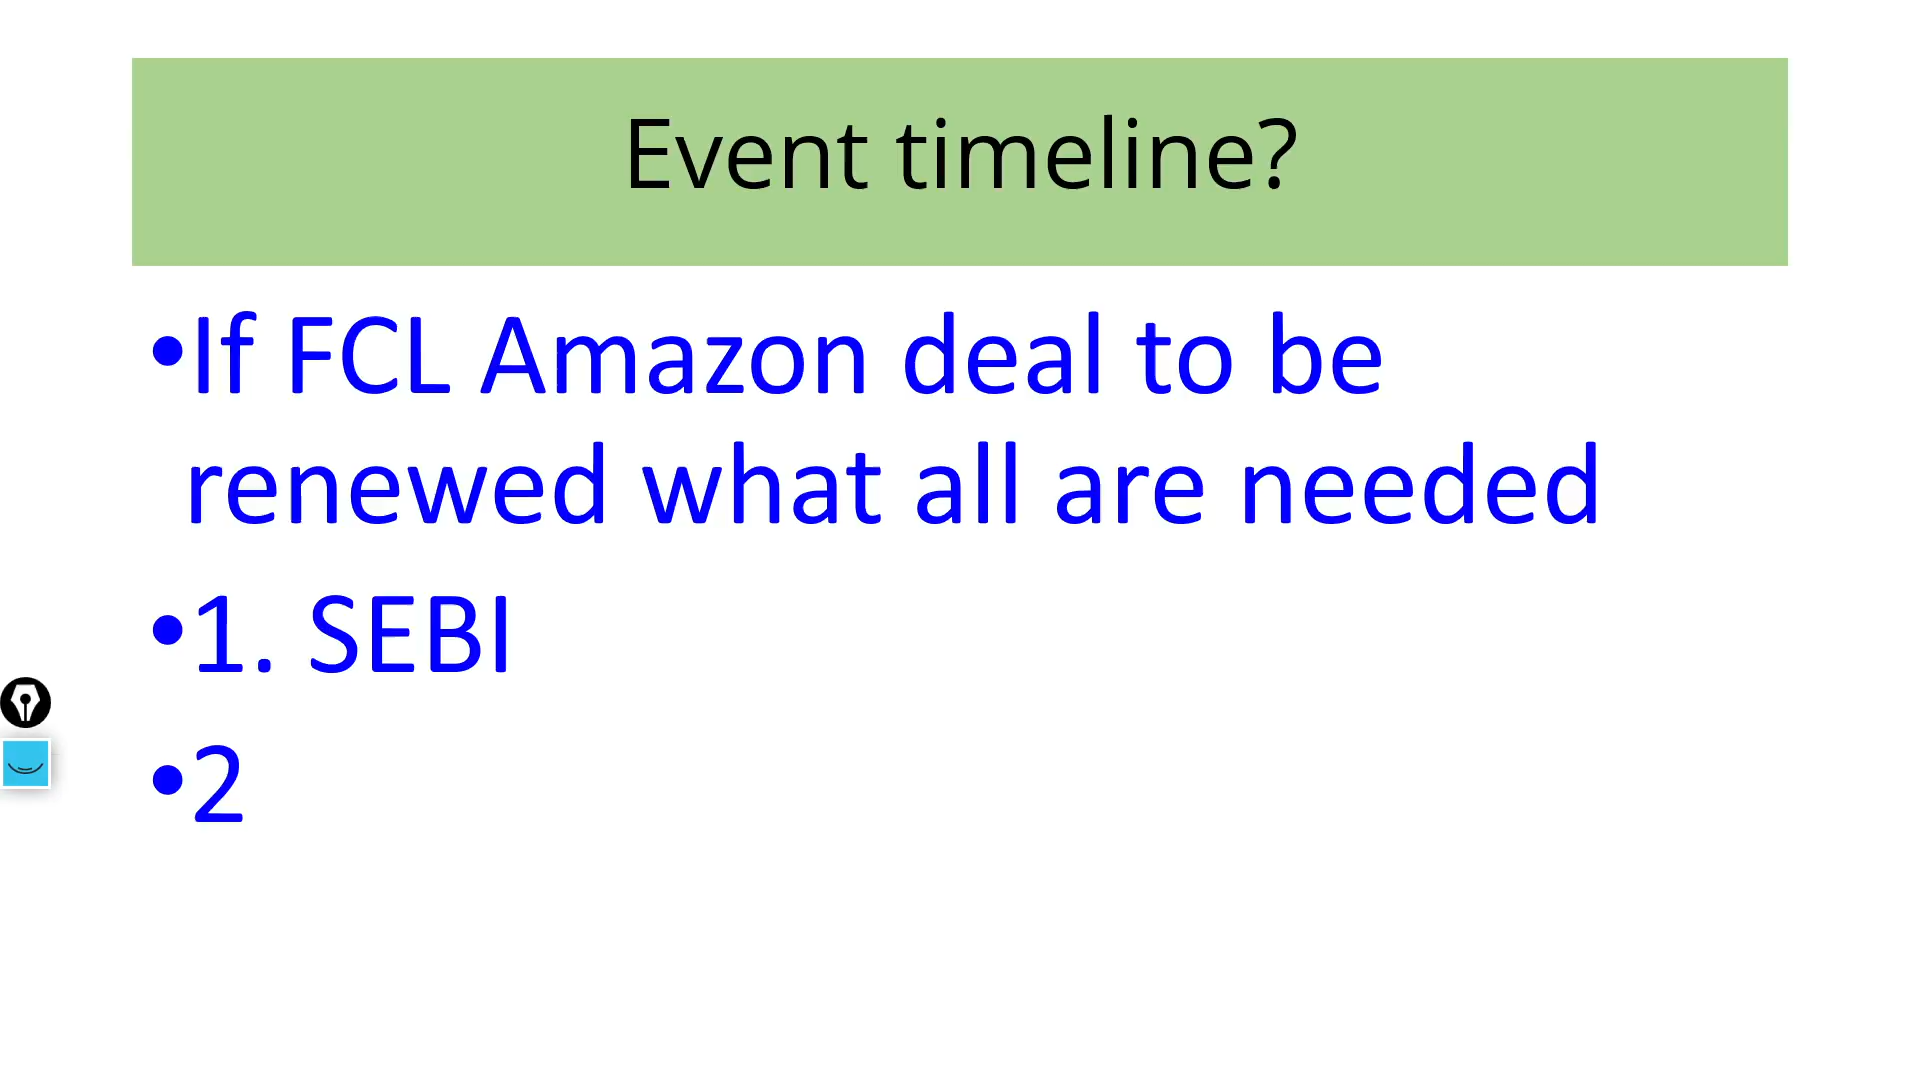 Event timeline?
•If FCL Amazon deal to be
renewed what all are needed
•1. SEBI
•2